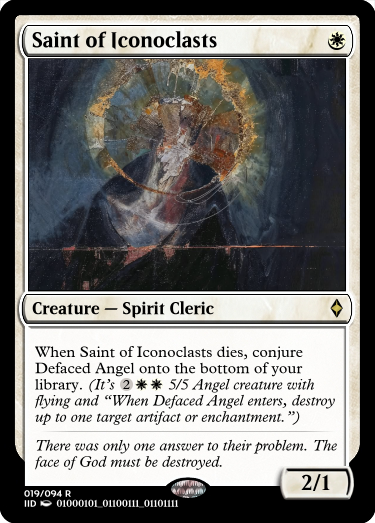 Saint of Iconoclasts
Creature — Spirit Cleric
When Saint of Iconoclasts dies, conjure
Defaced Angel onto the bottom of your
library. (It's 2 5/5 Angel creature with
flying and “When Defaced Angel enters, destroy
up to one target artifact or enchantment.”)
There was only one answer to their problem. The
face of God must be destroyed.
2/1
019/094 R
IID 01000101_01100111_01101111